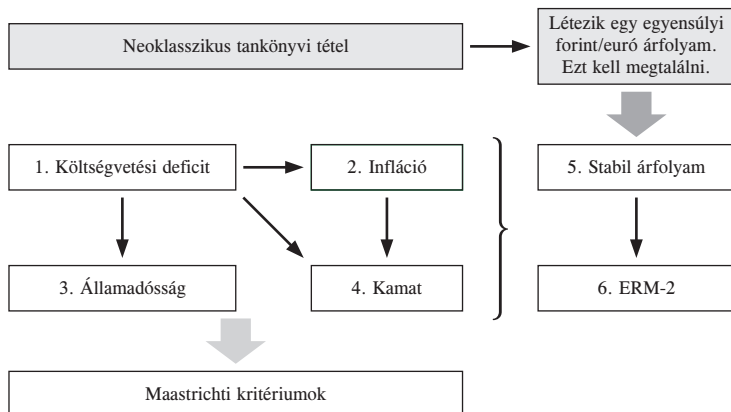 Neoklasszikus tankönyvi tétel
Létezik egy egyensúlyi
forint/euró árfolyam.
Ezt kell megtalálni.
1. Költségvetési deficit
2. Infláció
5. Stabil árfolyam
3. Államadósság
4. Kamat
6. ERM-2
Maastrichti kritériumok